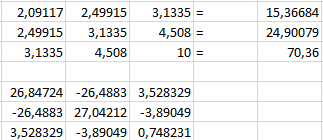 2,09117 2,49915 3,1335 = 15,36684
2,49915 3,1335 4,508 = 24,90079
3,1335 4,508 10 = 70,36
26,84724 -26,4883 3,528329
-26,4883 27,04212 -3,89049
3,528329 -3,89049 0,748231